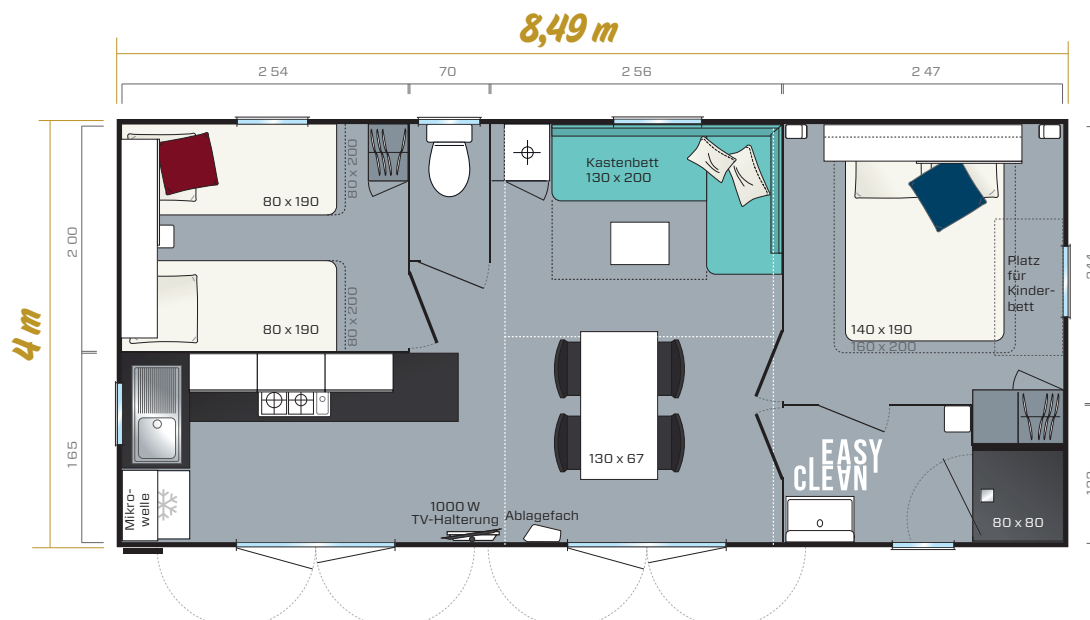 8,49 m
2 54
70
2 56
2 47
4 m
2 00
1 65
80 x 190
80 x 200
80 x 190
80 x 200
Kastenbett
130 x 200
Platz
für
Kinder-
bett
140 x 190
160 x 200
130 x 67
EASY
CLEAN
80 x 80
Mikro-
welle
1000 W
TV-Halterung
Ablagefach